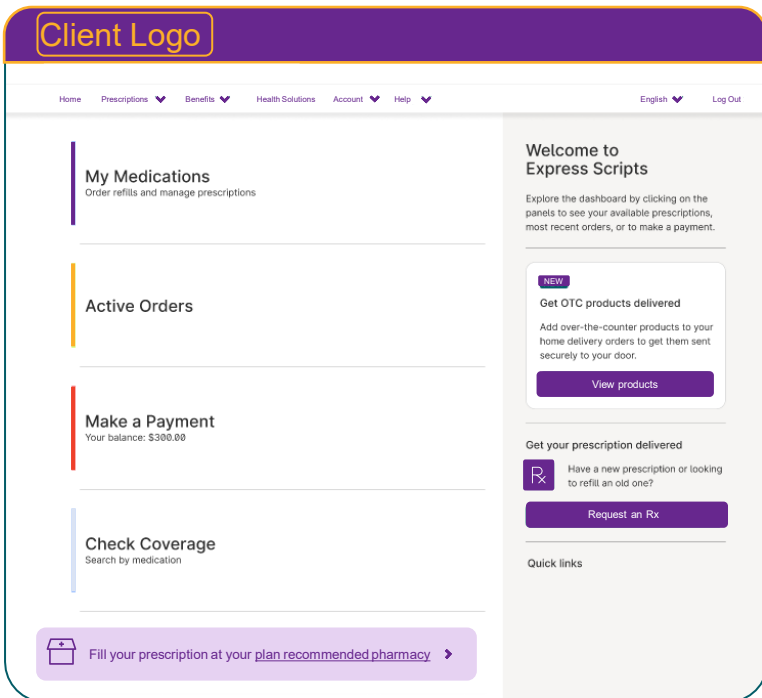 Client Logo
Home Prescriptions Benefits Health Solutions Account Help English Log Out
My Medications
Order refills and manage prescriptions
Active Orders
Make a Payment
Your balance: $300.00
Check Coverage
Search by medication
Fill your prescription at your plan recommended pharmacy
Welcome to
Express Scripts
Explore the dashboard by clicking on the
panels to see your available prescriptions,
most recent orders, or to make a payment.
NEW
Get OTC products delivered
Add over-the-counter products to your
home delivery orders to get them sent
securely to your door.
View products
Get your prescription delivered
Rx
Have a new prescription or looking
to refill an old one?
Request an Rx
Quick links